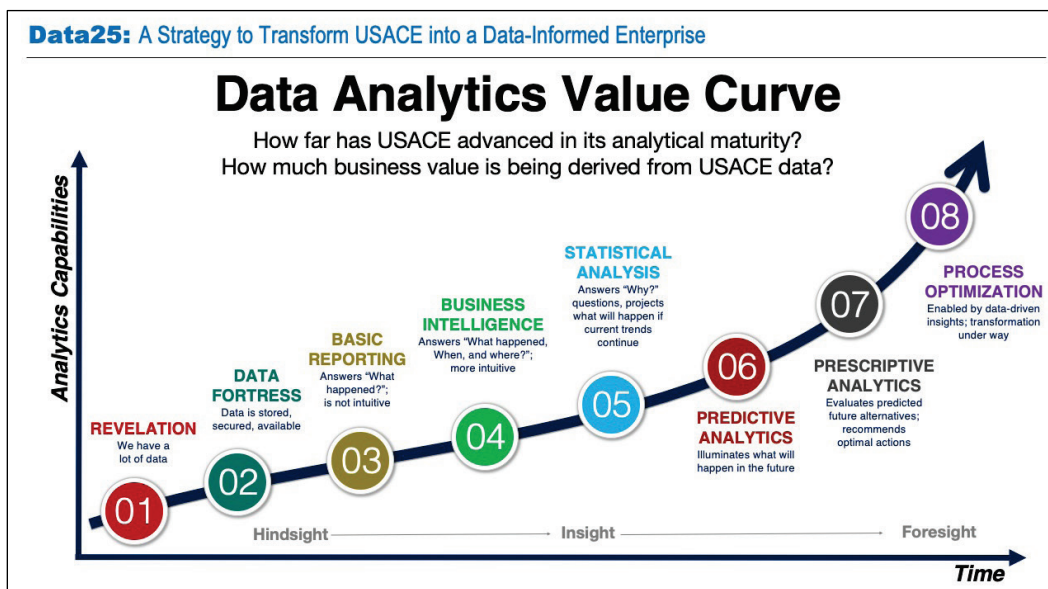 Data25: A Strategy to Transform USACE into a Data-Informed Enterprise
Data Analytics Value Curve
How far has USACE advanced in its analytical maturity?
How much business value is being derived from USACE data?
Analytics Capabilities
REVELATION
We have a
lot of data
01
DATA
FORTRESS
Data is stored,
secured, available
02
BASIC
REPORTING
Answers “What
happened?”;
is not intuitive
03
BUSINESS
INTELLIGENCE
Answers “What happened,
When, and where?”;
more intuitive
04
STATISTICAL
ANALYSIS
Answers “Why?”
questions, projects
what will happen if
current trends
continue
05
06
PREDICTIVE
ANALYTICS
Illuminates what will
happen in the future
07
PRESCRIPTIVE
ANALYTICS
Evaluates predicted
future alternatives;
recommends
optimal actions
08
PROCESS
OPTIMIZATION
Enabled by data-driven
insights; transformation
under way
Hindsight
Insight
Foresight
Time